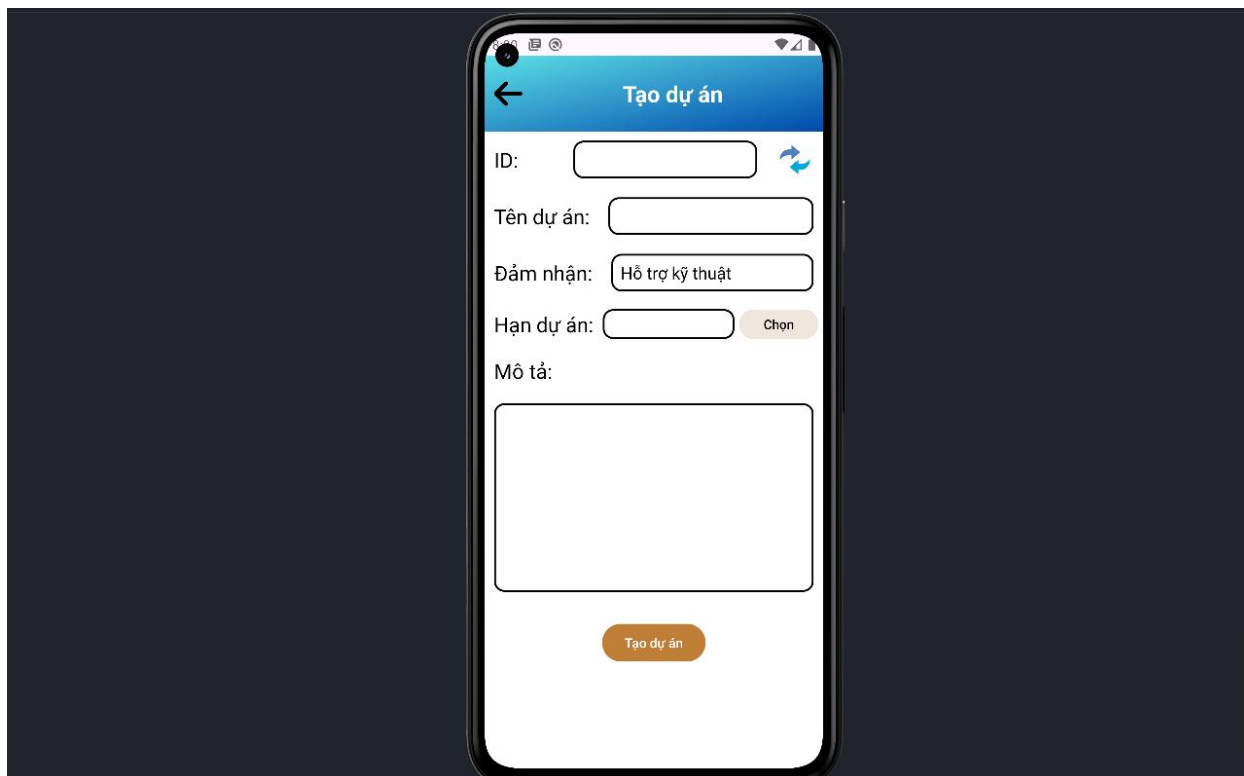 Tạo dự án
ID:
Tên dự án:
Đảm nhận: Hỗ trợ kỹ thuật
Hạn dự án: Chọn
Mô tả:
Tạo dự án